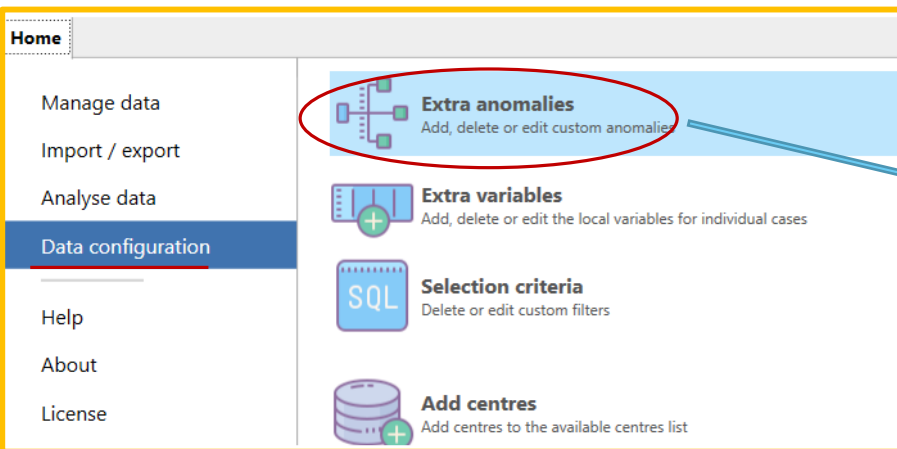 Home
Manage data
Import / export
Analyse data
Data configuration
Help
About
License
Extra anomalies
Add, delete or edit custom anomalies
Extra variables
Add, delete or edit the local variables for individual cases
SQL
Selection criteria
Delete or edit custom filters
Add centres
Add centres to the available centres list